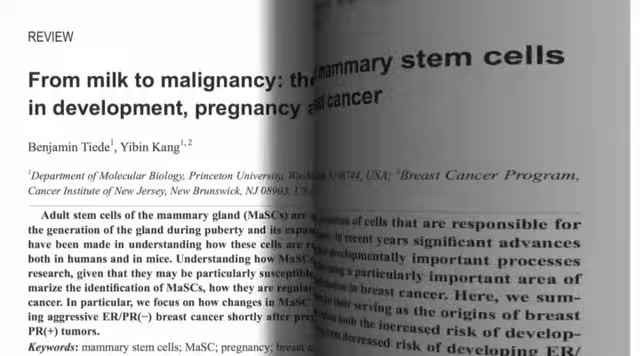 REVIEW
From milk to malignancy: the mammary stem cells
in development, pregnancy cancer
Benjamin Tiede1, Yibin Kang1, 2
1Department of Molecular Biology, Princeton University, USA; 2Breast Cancer Program,
Cancer Institute of New Jersey, New Brunswick, NJ 08903,
Adult stem cells of the mammary gland (MaSCs) are of cells that are responsible for
the generation of the gland during puberty and its In recent years significant advances
have been made in understanding how these cells are developmentally important processes
both in humans and in mice. Understanding how MaSCs a particularly important area of
research, given that they may be particularly in breast cancer. Here, we sum-
marize the identification of MaSCs, how they are serving as the origins of breast
cancer. In particular, we focus on how changes in MaSC both the increased risk of develop-
ing aggressive ER/PR(−) breast cancer shortly after decreased risk of developing ER/
PR(+) tumors.
Keywords: mammary stem cells; MaSC; pregnancy; breast